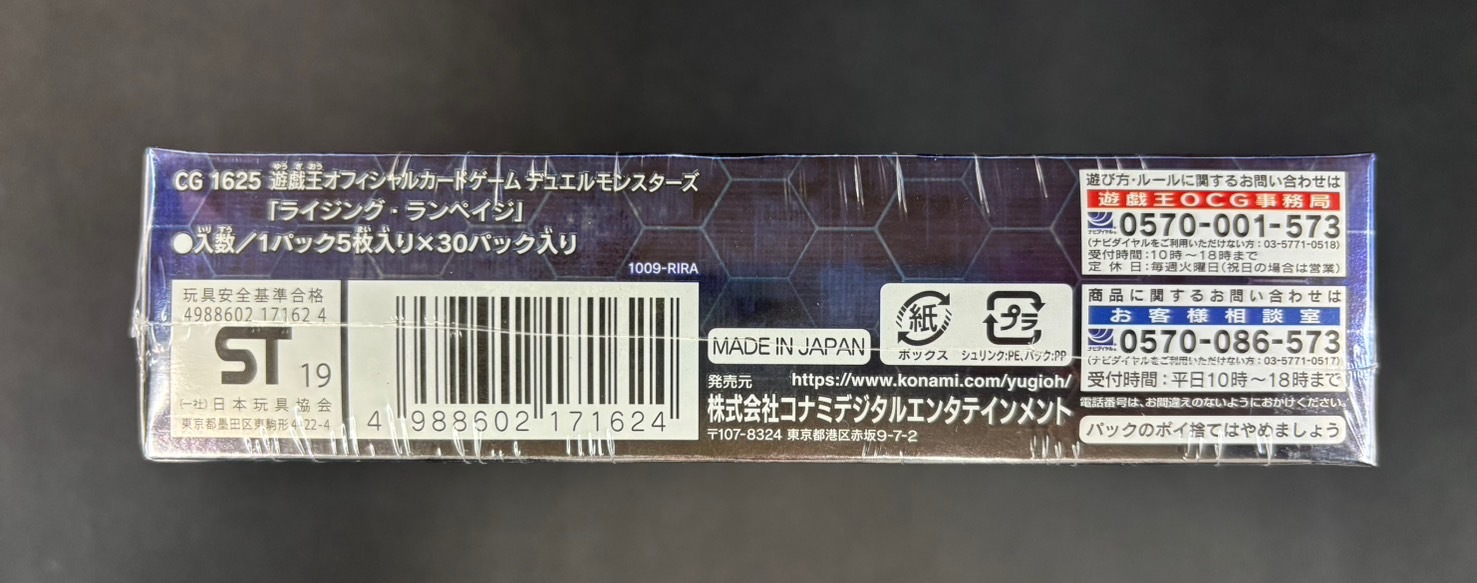 CG 1625 遊戯王オフィシャルカードゲーム デュエルモンスターズ
「ライジング・ランペイジ」
●入数/1パック5枚入り×30パック入り
1009-RIRA
玩具安全基準合格
4988602 17162 4
ST 19
(一社)日本玩具協会
東京都墨田区東駒形4-22-4
4 988602 171624
MADE IN JAPAN
紙
ボックス
プラ
シュリンク:PE、パック:PP
発売元 https://www.konami.com/yugioh/
株式会社コナミデジタルエンタテインメント
〒107-8324 東京都港区赤坂9-7-2
遊び方・ルールに関するお問い合わせは
遊戯王OCG事務局
ナビダイヤル 0570-001-573
(ナビダイヤルをご利用いただけない方:03-5771-0518)
受付時間:10時〜18時まで
定休日:毎週火曜日(祝日の場合は営業)
商品に関するお問い合わせは
お客様相談室
ナビダイヤル 0570-086-573
(ナビダイヤルをご利用いただけない方:03-5771-0517)
受付時間:平日10時〜18時まで
電話番号は、お間違えのないようにおかけください。
パックのポイ捨てはやめましょう